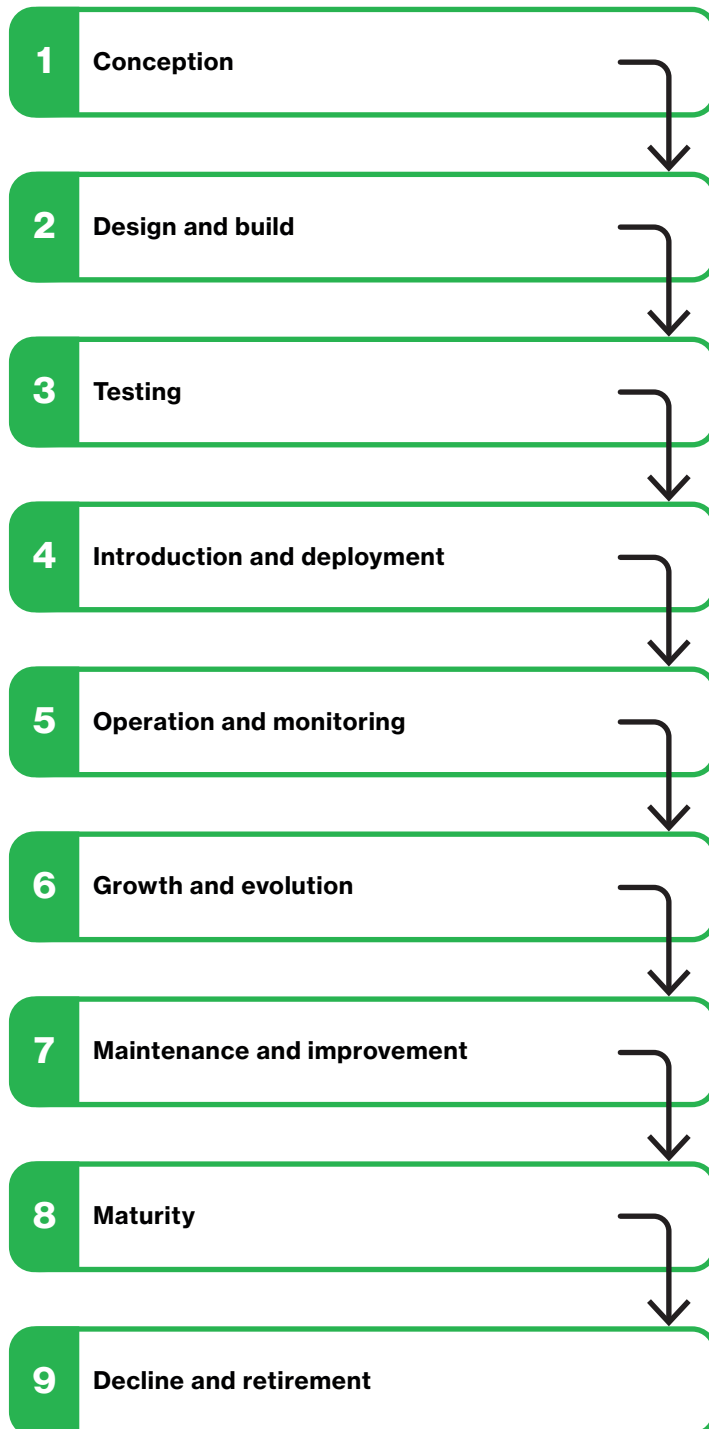 1 Conception
2 Design and build
3 Testing
4 Introduction and deployment
5 Operation and monitoring
6 Growth and evolution
7 Maintenance and improvement
8 Maturity
9 Decline and retirement